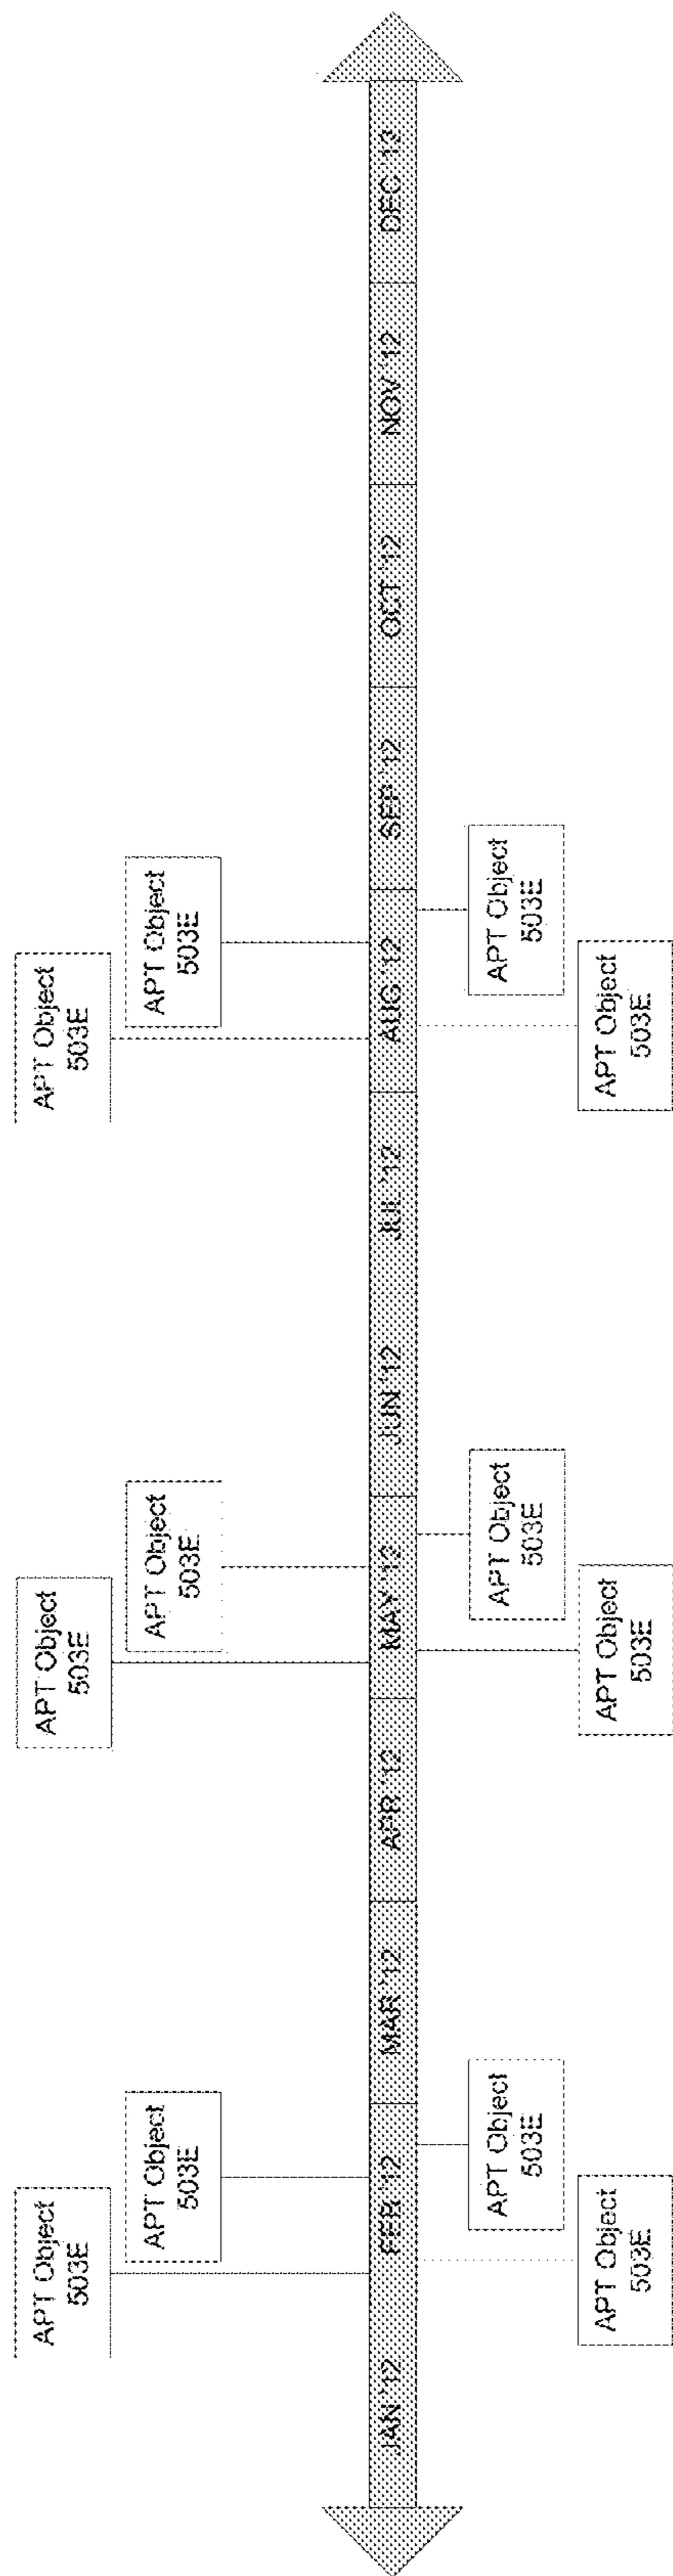 APT Object
503E
APT Object
503E
APT Object
503E
APT Object
503E
APT Object
503E
APT Object
503E
JAN '12
FEB '12
MAR '12
APR '12
MAY '12
JUN '12
JUL '12
AUG '12
SEP '12
OCT '12
NOV '12
DEC '12
APT Object
503E
APT Object
503E
APT Object
503E
APT Object
503E
APT Object
503E
APT Object
503E